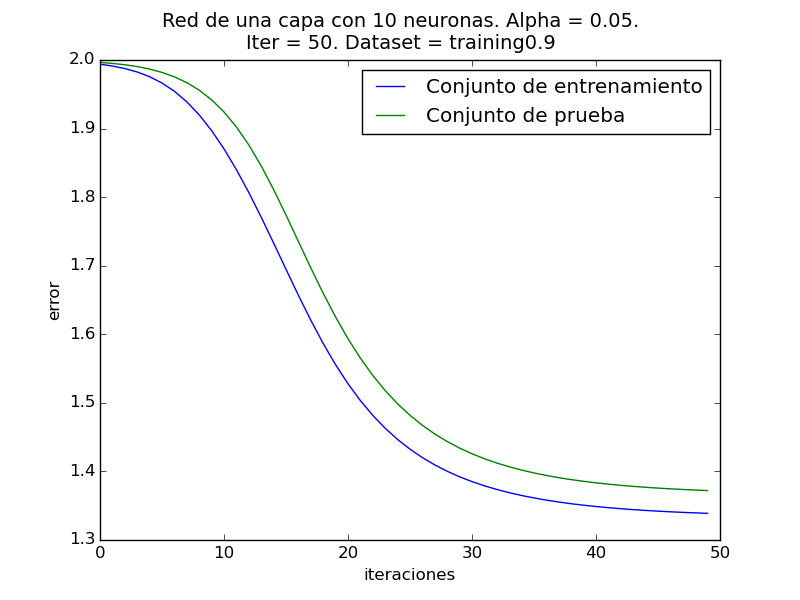 Red de una capa con 10 neuronas. Alpha = 0.05.
Iter = 50. Dataset = training0.9
Conjunto de entrenamiento
Conjunto de prueba
error
2.0
1.9
1.8
1.7
1.6
1.5
1.4
1.3
0 10 20 30 40 50
iteraciones